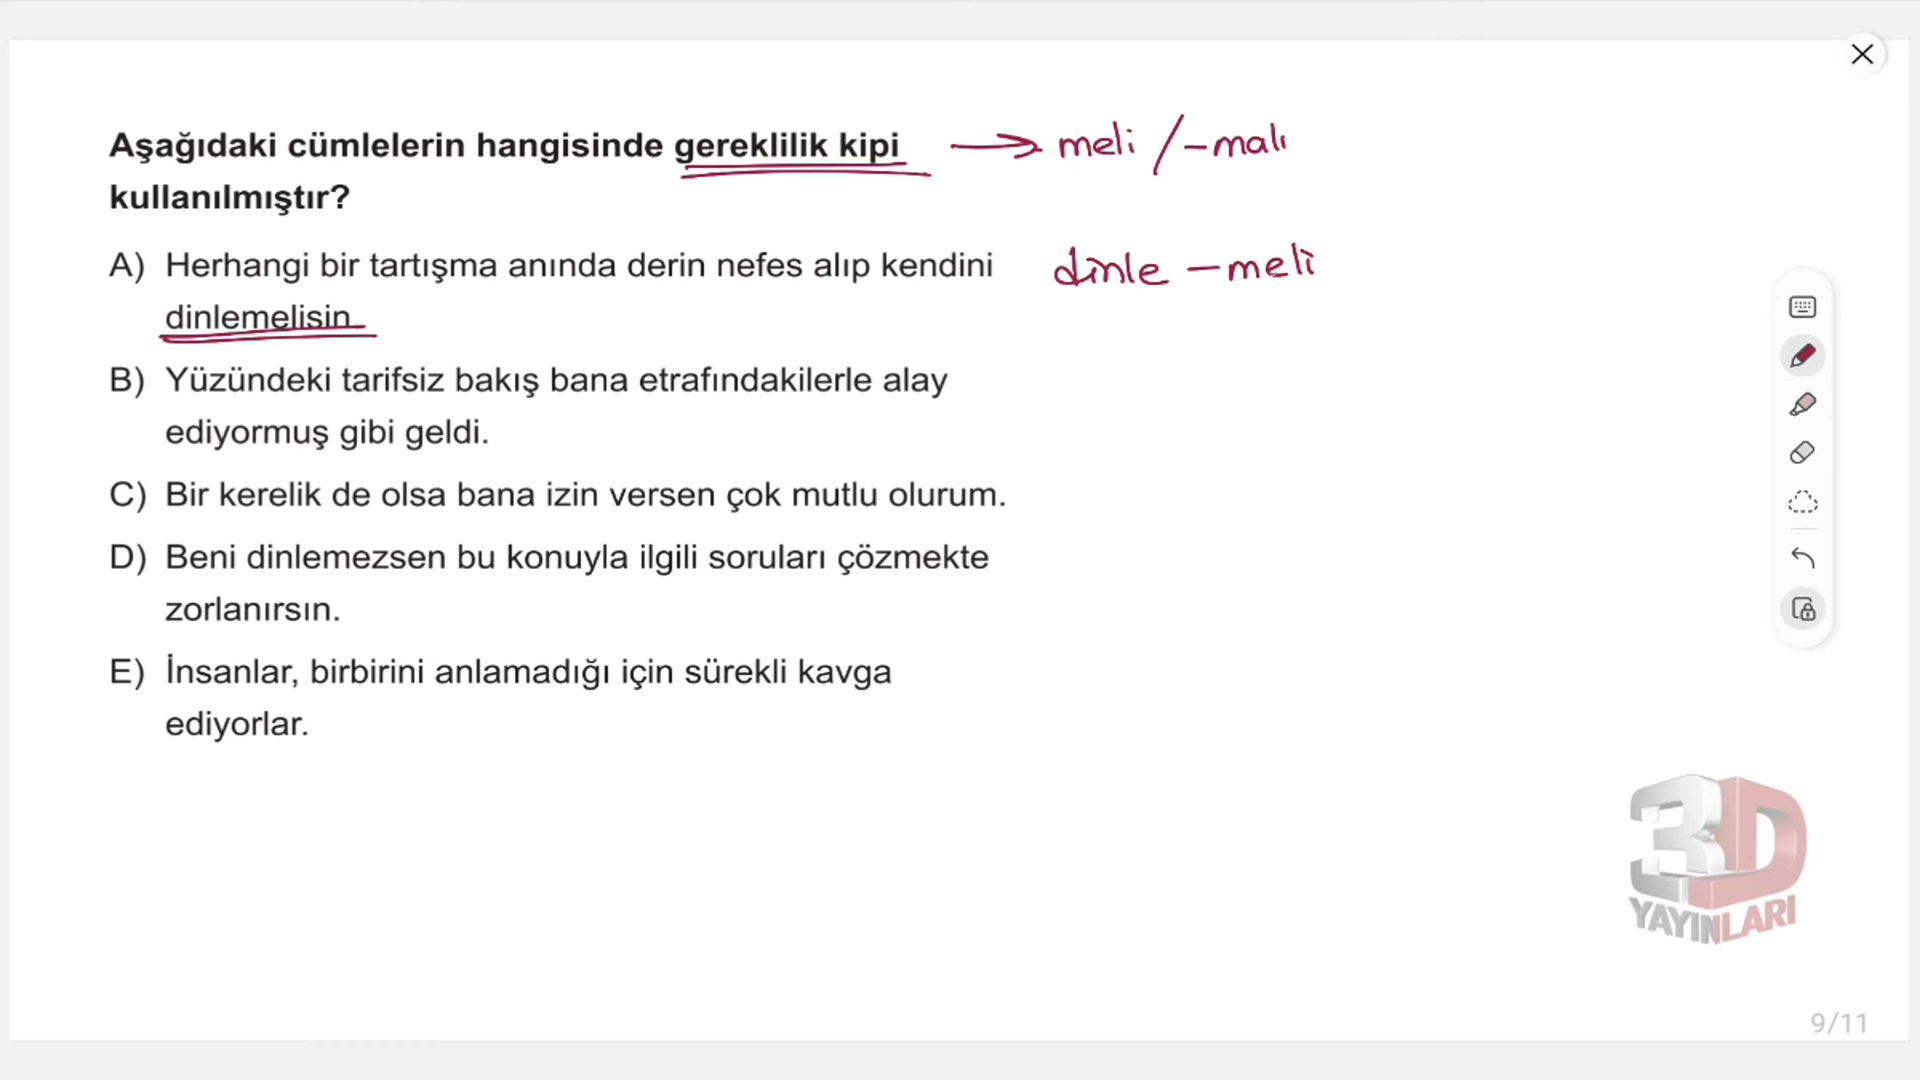 Aşağıdaki cümlelerin hangisinde gereklilik kipi → meli / -malı
kullanılmıştır?
A) Herhangi bir tartışma anında derin nefes alıp kendini dinle -meli
dinlemelisin.
B) Yüzündeki tarifsiz bakış bana etrafındakilerle alay
ediyormuş gibi geldi.
C) Bir kerelik de olsa bana izin versen çok mutlu olurum.
D) Beni dinlemezsen bu konuyla ilgili soruları çözmekte
zorlanırsın.
E) İnsanlar, birbirini anlamadığı için sürekli kavga
ediyorlar.
3D
YAYINLARI
9/11